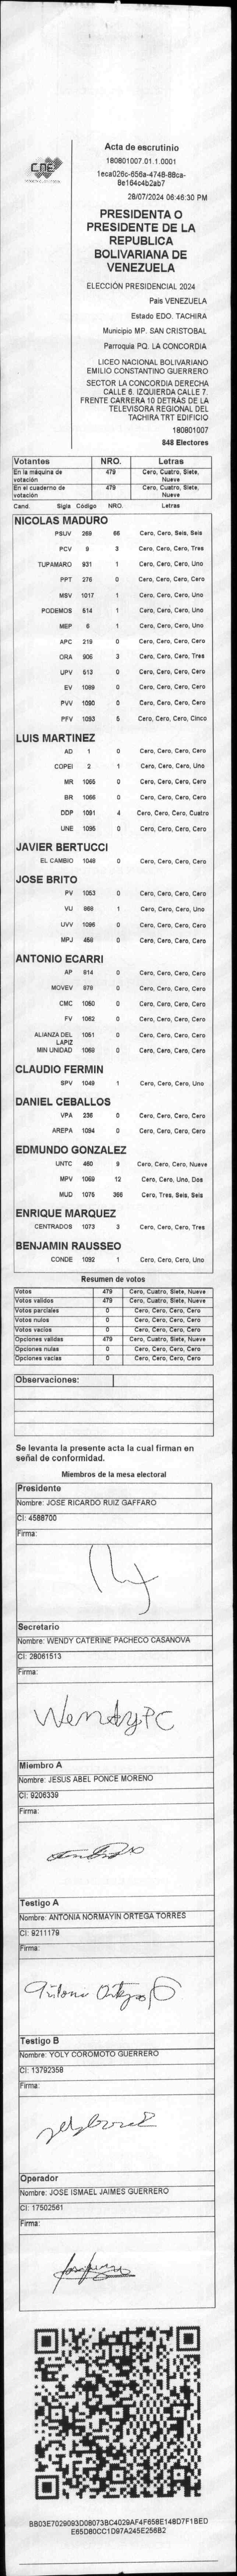 CNE
Acta de escrutinio
180801007.01.1.0001
1eca026c-656a-4748-88ca-
8e164c4b2ab7
28/07/2024 06:46:30 PM
PRESIDENTA O
PRESIDENTE DE LA
REPUBLICA
BOLIVARIANA DE
VENEZUELA
ELECCIÓN PRESIDENCIAL 2024
Pais VENEZUELA
Estado EDO. TACHIRA
Municipio MP. SAN CRISTOBAL
Parroquia PQ. LA CONCORDIA
LICEO NACIONAL BOLIVARIANO
EMILIO CONSTANTINO GUERRERO
SECTOR LA CONCORDIA DERECHA
CALLE 6. IZQUIERDA CALLE 7.
FRENTE CARRERA 10 DETRÁS DE LA
TELEVISORA REGIONAL DEL
TACHIRA TRT EDIFICIO
180801007
848 Electores
Votantes NRO. Letras
En la máquina de votación 479 Cero, Cuatro, Siete, Nueve
En el cuaderno de votación 479 Cero, Cuatro, Siete, Nueve
Cand. Sigla Código NRO. Letras
NICOLAS MADURO
PSUV 269 66 Cero, Cero, Seis, Seis
PCV 9 3 Cero, Cero, Cero, Tres
TUPAMARO 931 1 Cero, Cero, Cero, Uno
PPT 276 0 Cero, Cero, Cero, Cero
MSV 1017 1 Cero, Cero, Cero, Uno
PODEMOS 514 1 Cero, Cero, Cero, Uno
MEP 6 1 Cero, Cero, Cero, Uno
APC 219 0 Cero, Cero, Cero, Cero
ORA 906 3 Cero, Cero, Cero, Tres
UPV 513 0 Cero, Cero, Cero, Cero
EV 1089 0 Cero, Cero, Cero, Cero
PVV 1090 0 Cero, Cero, Cero, Cero
PFV 1093 5 Cero, Cero, Cero, Cinco
LUIS MARTINEZ
AD 1 0 Cero, Cero, Cero, Cero
COPEI 2 1 Cero, Cero, Cero, Uno
MR 1065 0 Cero, Cero, Cero, Cero
BR 1066 0 Cero, Cero, Cero, Cero
DDP 1091 4 Cero, Cero, Cero, Cuatro
UNE 1095 0 Cero, Cero, Cero, Cero
JAVIER BERTUCCI
EL CAMBIO 1048 0 Cero, Cero, Cero, Cero
JOSE BRITO
PV 1053 0 Cero, Cero, Cero, Cero
VU 868 1 Cero, Cero, Cero, Uno
UVV 1096 0 Cero, Cero, Cero, Cero
MPJ 458 0 Cero, Cero, Cero, Cero
ANTONIO ECARRI
AP 914 0 Cero, Cero, Cero, Cero
MOVEV 978 0 Cero, Cero, Cero, Cero
CMC 1050 0 Cero, Cero, Cero, Cero
FV 1062 0 Cero, Cero, Cero, Cero
ALIANZA DEL LAPIZ 1051 0 Cero, Cero, Cero, Cero
MIN UNIDAD 1068 0 Cero, Cero, Cero, Cero
CLAUDIO FERMIN
SPV 1049 1 Cero, Cero, Cero, Uno
DANIEL CEBALLOS
VPA 236 0 Cero, Cero, Cero, Cero
AREPA 1094 0 Cero, Cero, Cero, Cero
EDMUNDO GONZALEZ
UNTC 460 9 Cero, Cero, Cero, Nueve
MPV 1069 12 Cero, Cero, Uno, Dos
MUD 1076 366 Cero, Tres, Seis, Seis
ENRIQUE MARQUEZ
CENTRADOS 1073 3 Cero, Cero, Cero, Tres
BENJAMIN RAUSSEO
CONDE 1092 1 Cero, Cero, Cero, Uno
Resumen de votos
Votos 479 Cero, Cuatro, Siete, Nueve
Votos validos 479 Cero, Cuatro, Siete, Nueve
Votos parciales 0 Cero, Cero, Cero, Cero
Votos nulos 0 Cero, Cero, Cero, Cero
Votos vacios 0 Cero, Cero, Cero, Cero
Opciones validas 479 Cero, Cuatro, Siete, Nueve
Opciones nulas 0 Cero, Cero, Cero, Cero
Opciones vacias 0 Cero, Cero, Cero, Cero
Observaciones:
Se levanta la presente acta la cual firman en
señal de conformidad.
Miembros de la mesa electoral
Presidente
Nombre: JOSE RICARDO RUIZ GAFFARO
CI: 4586700
Firma:
Secretario
Nombre: WENDY CATERINE PACHECO CASANOVA
CI: 28061513
Firma:
WendyPC
Miembro A
Nombre: JESUS ABEL PONCE MORENO
CI: 9206339
Firma:
Testigo A
Nombre: ANTONIA NORMAYIN ORTEGA TORRES
CI: 9211179
Firma:
Testigo B
Nombre: YOLY COROMOTO GUERRERO
CI: 13792358
Firma:
Operador
Nombre: JOSE ISMAEL JAIMES GUERRERO
CI: 17502561
Firma:
BB03E7029093D08073BC4029AF4F658E148D7F1BED
E65D80CC1D97A245E256B2